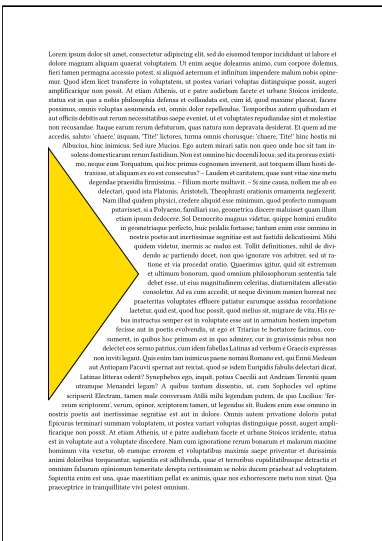 Lorem ipsum dolor sit amet, consectetur adipiscing elit, sed do eiusmod tempor incididunt ut labore et
dolore magnam aliquam quaerat voluptatem. Ut enim aeque doleamus animo, cum corpore dolemus,
fieri tamen permagna accessio potest, si aliquod aeternum et infinitum impendere malum nobis opine-
mur. Quod idem licet transferre in voluptatem, ut postea variari voluptas distinguique possit, augeri
amplificarique non possit. At etiam Athenis, ut e patre audiebam facete et urbane Stoicos irridente,
statua est in quo a nobis philosophia defensa et collaudata est, cum id, quod maxime placeat, facere
possimus, omnis voluptas assumenda est, omnis dolor repellendus. Temporibus autem quibusdam et
aut officiis debitis aut rerum necessitatibus saepe eveniet, ut et voluptates repudiandae sint et molestiae
non recusandae. Itaque earum rerum defuturum, quas natura non depravata desiderat. Et quem ad me
accedis, saluto: 'chaere,' inquam, 'Tite!' lictores, turma omnis chorusque: 'chaere, Tite!' hinc hostis mi
Albucius, hinc inimicus. Sed iure Mucius. Ego autem mirari satis non queo unde hoc sit tam in-
solens domesticarum rerum fastidium. Non est omnino hic docendi locus; sed ita prorsus existi-
mo, neque eum Torquatum, qui hoc primus cognomen invenerit, aut torquem illum hosti de-
traxisse, ut aliquam ex eo est consecutus? – Laudem et caritatem, quae sunt vitae sine metu
degendae praesidia firmissima. – Filium morte multavit. – Si sine causa, nollem me ab eo
delectari, quod ista Platonis, Aristoteli, Theophrasti orationis ornamenta neglexerit.
Nam illud quidem physici, credere aliquid esse minimum, quod profecto numquam
putavisset, si a Polyaeno, familiari suo, geometrica discere maluisset quam illum
etiam ipsum dedocere. Sol Democrito magnus videtur, quippe homini erudito
in geometriaque perfecto, huic pedalis fortasse; tantum enim esse omnino in
nostris poetis aut inertissimae segnitiae est aut fastidii delicatissimi. Mihi
quidem videtur, inermis ac nudus est. Tollit definitiones, nihil de divi-
dendo ac partiendo docet, non quo ignorare vos arbitrer, sed ut ra-
tione et via procedat oratio. Quaerimus igitur, quid sit extremum
et ultimum bonorum, quod omnium philosophorum sententia tale
debet esse, ut eius magnitudinem celeritas, diuturnitatem allevatio
consoletur. Ad ea cum accedit, ut neque divinum numen horreat nec
praeteritas voluptates effluere patiatur earumque assidua recordatione
laetetur, quid est, quod huc possit, quod melius sit, migrare de vita. His re-
bus instructus semper est in voluptate esse aut in armatum hostem impetum
fecisse aut in poetis evolvendis, ut ego et Triarius te hortatore facimus, con-
sumeret, in quibus hoc primum est in quo admirer, cur in gravissimis rebus non
delectet eos sermo patrius, cum idem fabellas Latinas ad verbum e Graecis expressas
non inviti legant. Quis enim tam inimicus paene nomini Romano est, qui Ennii Medeam
aut Antiopam Pacuvii spernat aut reiciat, quod se isdem Euripidis fabulis delectari dicat,
Latinas litteras oderit? Synephebos ego, inquit, potius Caecilii aut Andriam Terentii quam
utramque Menandri legam? A quibus tantum dissentio, ut, cum Sophocles vel optime
scripserit Electram, tamen male conversam Atilii mihi legendam putem, de quo Lucilius: 'fer-
reum scriptorem', verum, opinor, scriptorem tamen, ut legendus sit. Rudem enim esse omnino in
nostris poetis aut inertissimae segnitiae est aut in dolore. Omnis autem privatione doloris putat
Epicurus terminari summam voluptatem, ut postea variari voluptas distinguique possit, augeri ampli-
ficarique non possit. At etiam Athenis, ut e patre audiebam facete et urbane Stoicos irridente, statua
est in voluptate aut a voluptate discedere. Nam cum ignoratione rerum bonarum et malarum maxime
hominum vita vexetur, ob eumque errorem et voluptatibus maximis saepe priventur et durissimis
animi doloribus torqueantur, sapientia est adhibenda, quae et terroribus cupiditatibusque detractis et
omnium falsarum opinionum temeritate derepta certissimam se nobis ducem praebeat ad voluptatem.
Sapientia enim est una, quae maestitiam pellat ex animis, quae nos exhorrescere metu non sinat. Qua
praeceptrice in tranquillitate vivi potest omnium.